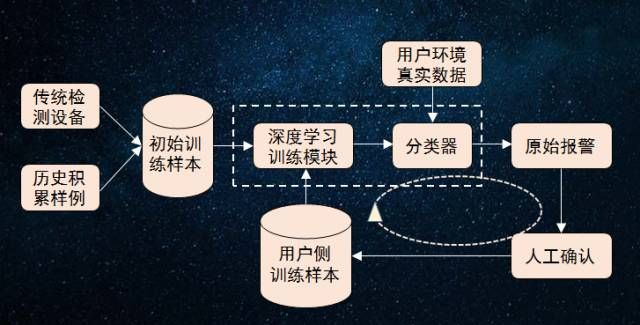 用户环境
真实数据
传统检
测设备
初始训
练样本
深度学习
训练模块
分类器
原始报警
历史积
累样例
用户侧
训练样本
人工确认